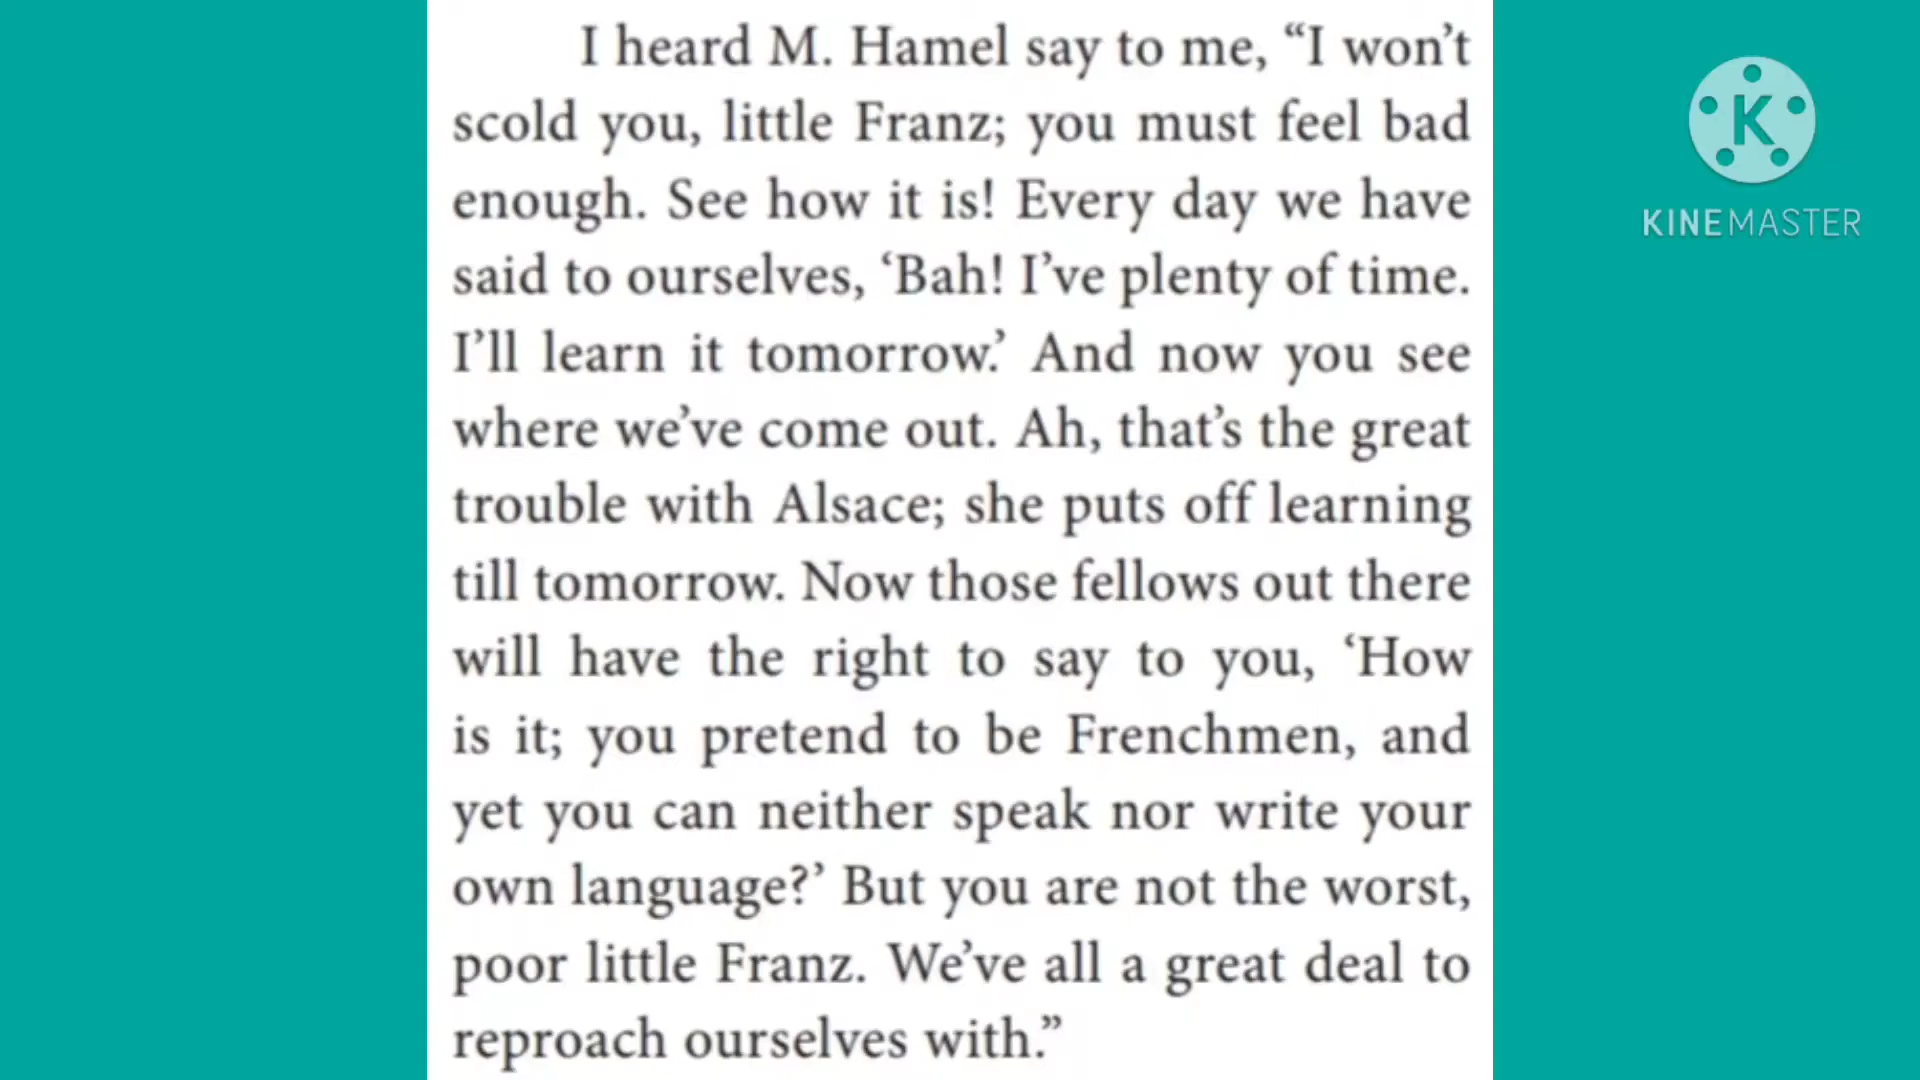 I heard M. Hamel say to me, “I won’t
scold you, little Franz; you must feel bad
enough. See how it is! Every day we have
said to ourselves, ‘Bah! I’ve plenty of time.
I’ll learn it tomorrow.’ And now you see
where we’ve come out. Ah, that’s the great
trouble with Alsace; she puts off learning
till tomorrow. Now those fellows out there
will have the right to say to you, ‘How
is it; you pretend to be Frenchmen, and
yet you can neither speak nor write your
own language?’ But you are not the worst,
poor little Franz. We’ve all a great deal to
reproach ourselves with.”
K
KINEMASTER